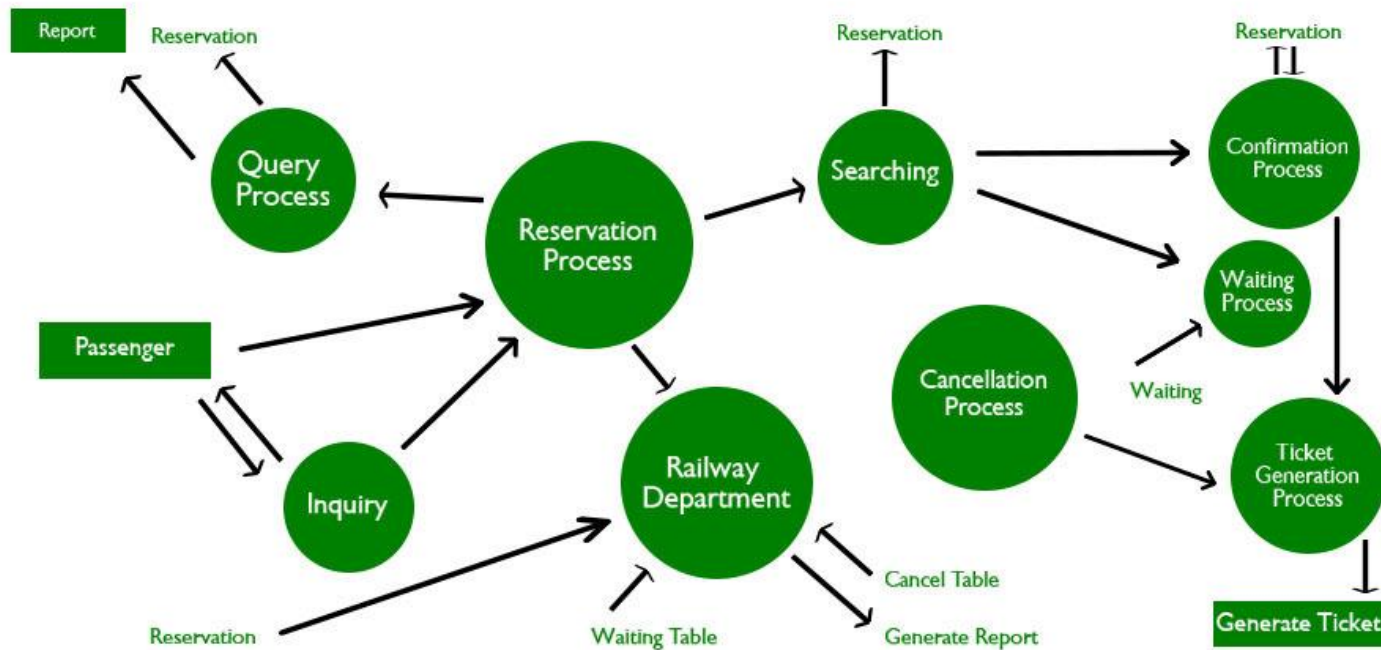 Report
Reservation
Reservation
Reservation
Query
Process
Searching
Confirmation
Process
Reservation
Process
Waiting
Process
Passenger
Cancellation
Process
Waiting
Inquiry
Railway
Department
Ticket
Generation
Process
Cancel Table
Reservation
Waiting Table
Generate Report
Generate Ticket